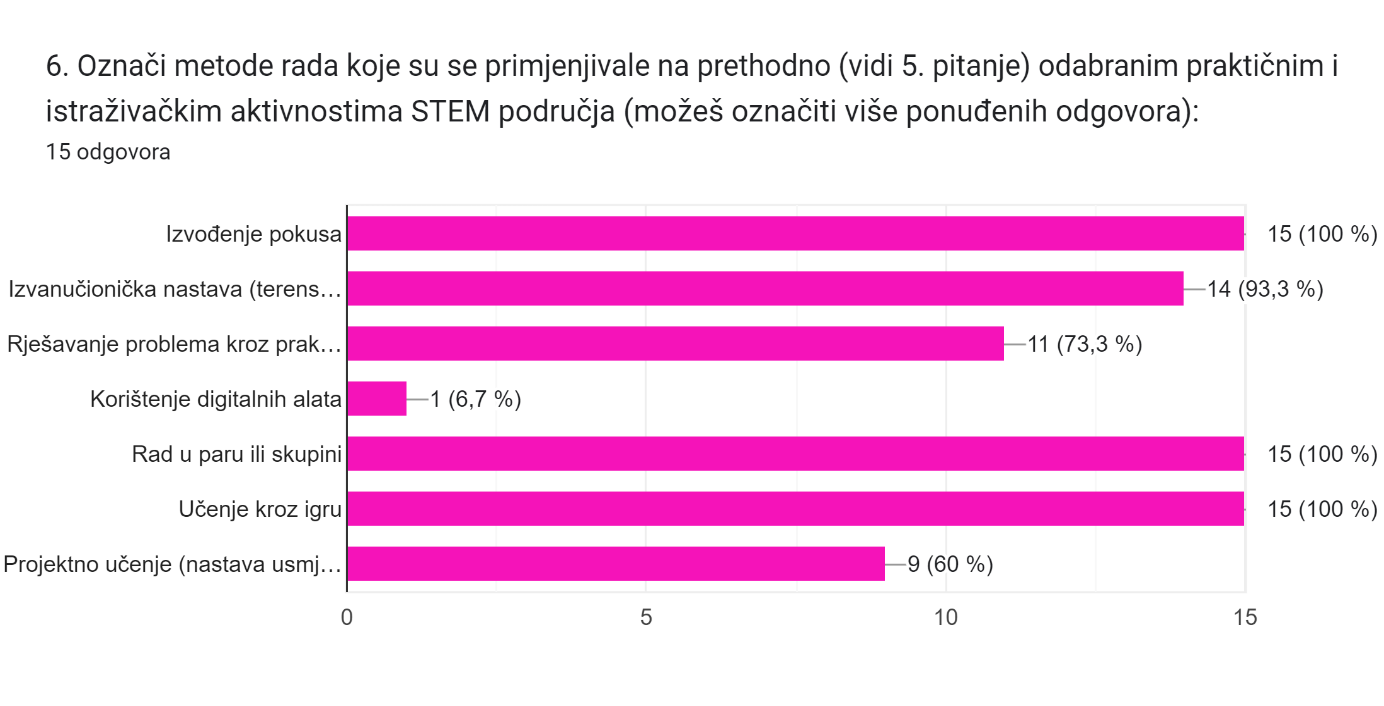 6. Označi metode rada koje su se primjenjivale na prethodno (vidi 5. pitanje) odabranim praktičnim i
istraživačkim aktivnostima STEM područja (možeš označiti više ponuđenih odgovora):
15 odgovora
Izvođenje pokusa 15 (100 %)
Izvanučionička nastava (terens… 14 (93,3 %)
Rješavanje problema kroz prak… 11 (73,3 %)
Korištenje digitalnih alata 1 (6,7 %)
Rad u paru ili skupini 15 (100 %)
Učenje kroz igru 15 (100 %)
Projektno učenje (nastava usmj… 9 (60 %)
0 5 10 15